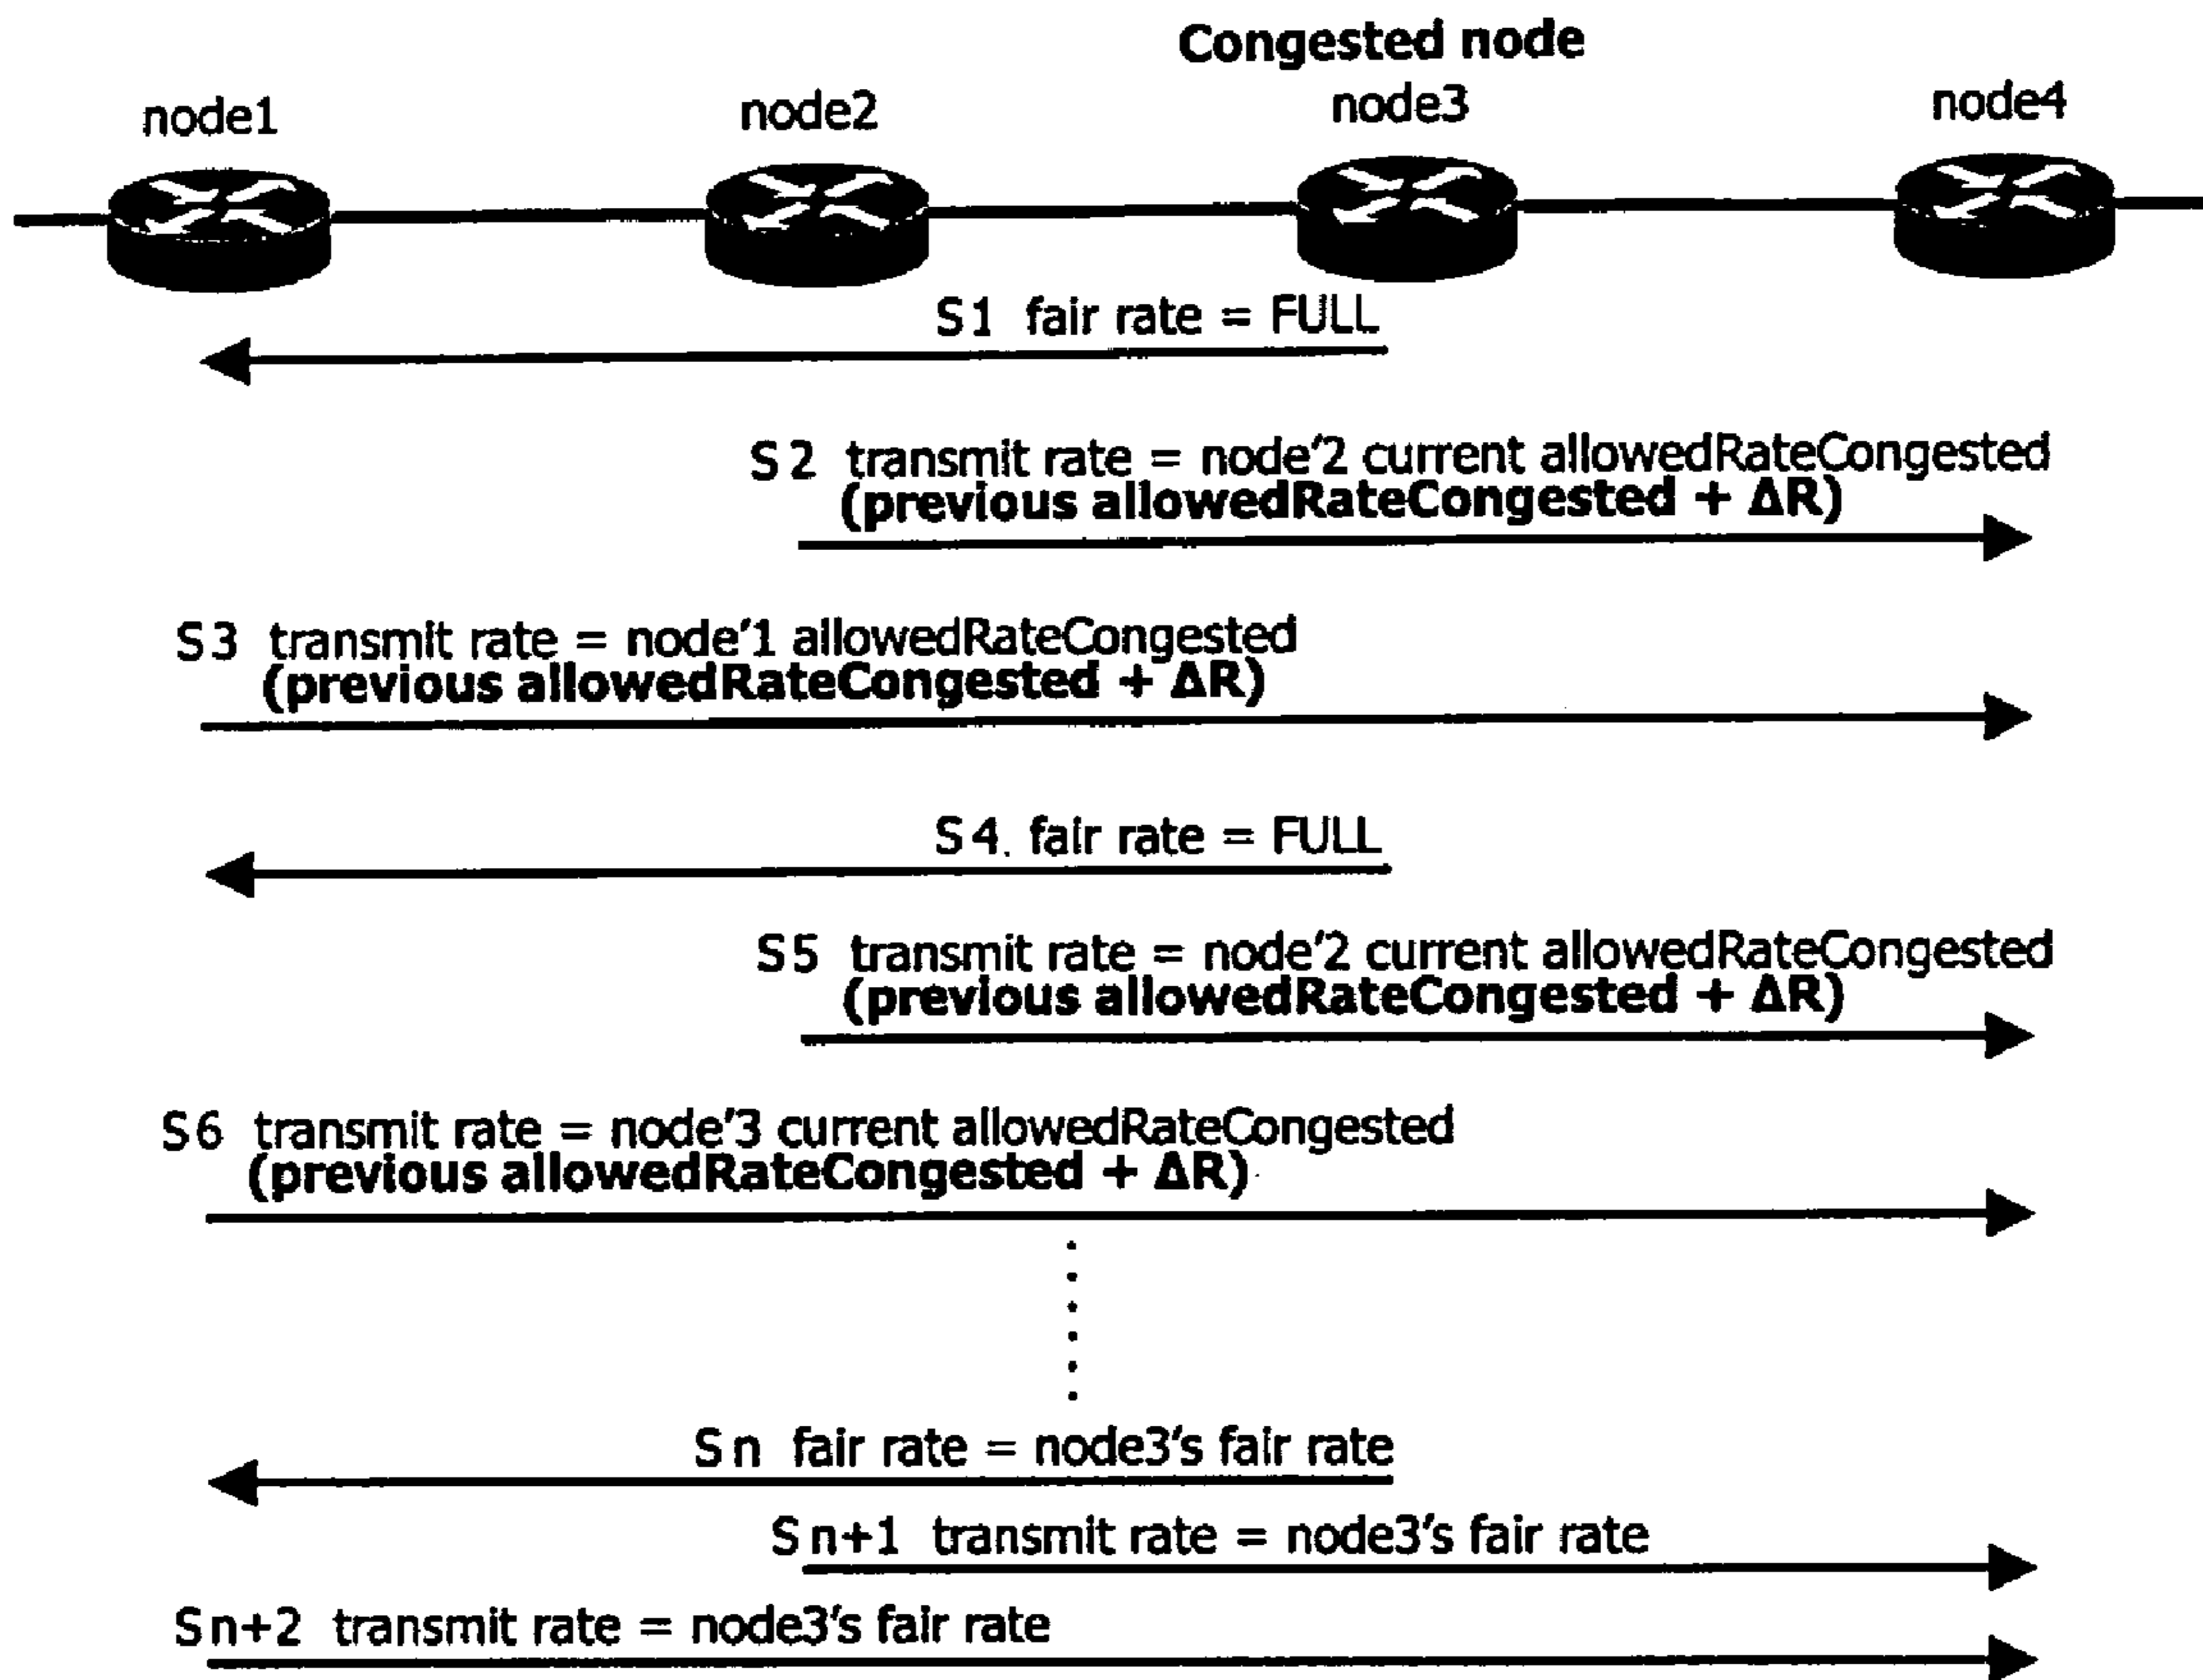 Congested node
node1
node2
node3
node4
S1 fair rate = FULL
S2 transmit rate = node'2 current allowedRateCongested
(previous allowedRateCongested + ΔR)
S3 transmit rate = node'1 allowedRateCongested
(previous allowedRateCongested + ΔR)
S4. fair rate = FULL
S5 transmit rate = node'2 current allowedRateCongested
(previous allowedRateCongested + ΔR)
S6 transmit rate = node'3 current allowedRateCongested
(previous allowedRateCongested + ΔR)
Sn fair rate = node3's fair rate
Sn+1 transmit rate = node3's fair rate
Sn+2 transmit rate = node3's fair rate